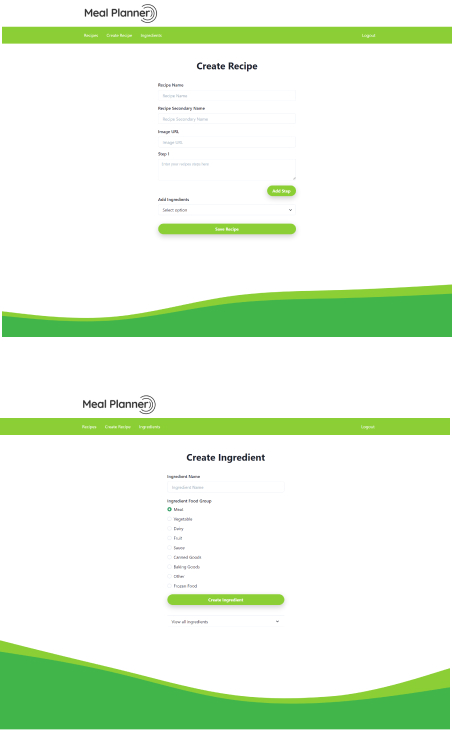 Meal Planner
Recipes Create Recipe Ingredients Logout
Create Recipe
Recipe Name
Recipe Name
Recipe Secondary Name
Recipe Secondary Name
Image URL
Image URL
Step 1
Enter your recipes steps here
Add Step
Add Ingredients
Select option
Save Recipe
Meal Planner
Recipes Create Recipe Ingredients Logout
Create Ingredient
Ingredient Name
Ingredient Name
Ingredient Food Group
Meat
Vegetable
Dairy
Fruit
Sauce
Canned Goods
Baking Goods
Other
Frozen Food
Create Ingredient
View all ingredients